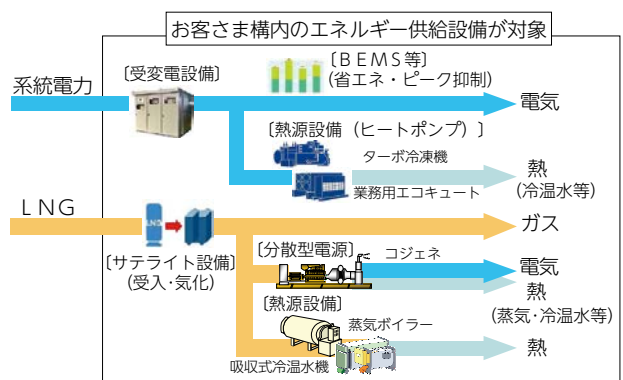 お客さま構内のエネルギー供給設備が対象
系統電力
〔受変電設備〕
〔ＢＥＭＳ等〕
(省エネ・ピーク抑制)
電気
〔熱源設備（ヒートポンプ）〕
ターボ冷凍機
業務用エコキュート
熱
(冷温水等)
ＬＮＧ
LNG
ガス
〔サテライト設備〕
(受入・気化)
〔分散型電源〕
コジェネ
電気
熱
(蒸気・冷温水等)
〔熱源設備〕
蒸気ボイラー
吸収式冷温水機
熱